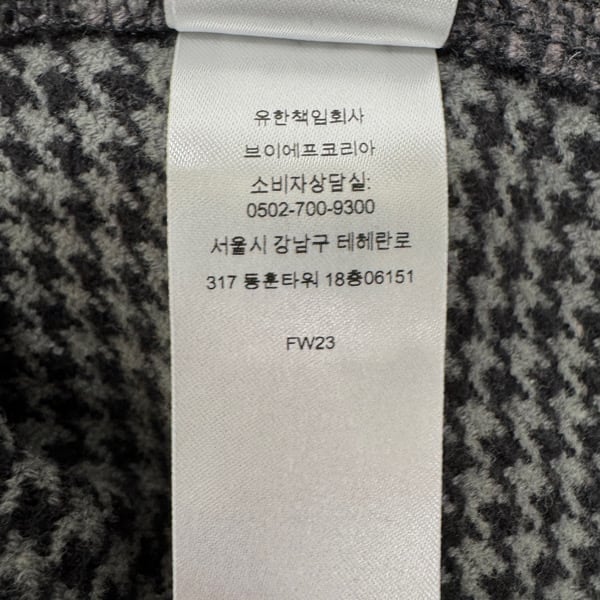 유한책임회사
브이에프코리아
소비자상담실:
0502-700-9300
서울시 강남구 테헤란로
317 동훈타워 18층06151
FW23